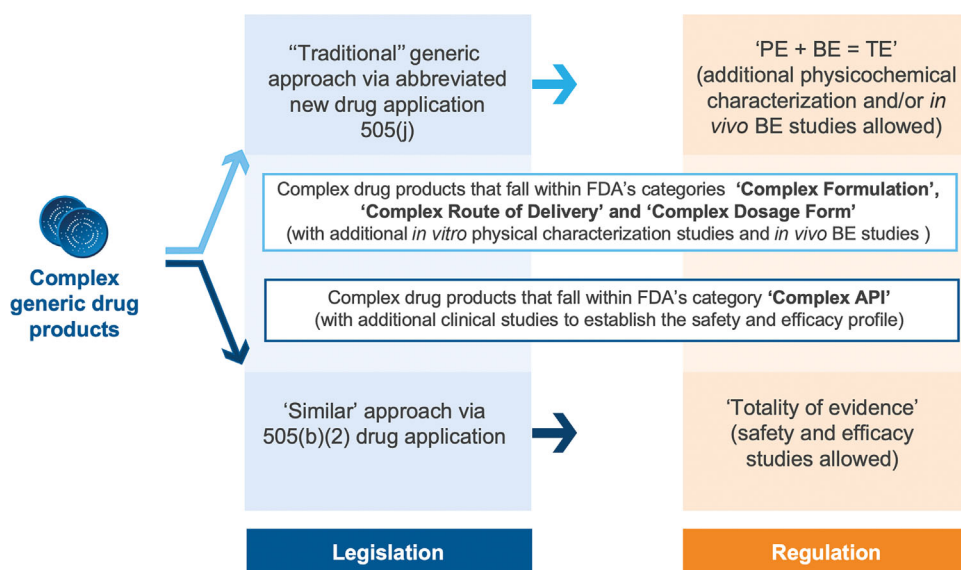 “Traditional” generic
approach via abbreviated
new drug application
505(j)
‘PE + BE = TE’
(additional physicochemical
characterization and/or in
vivo BE studies allowed)
Complex drug products that fall within FDA’s categories ‘Complex Formulation’,
‘Complex Route of Delivery’ and ‘Complex Dosage Form’
(with additional in vitro physical characterization studies and in vivo BE studies )
Complex
generic drug
products
Complex drug products that fall within FDA’s category ‘Complex API’
(with additional clinical studies to establish the safety and efficacy profile)
‘Similar’ approach via
505(b)(2) drug application
‘Totality of evidence’
(safety and efficacy
studies allowed)
Legislation
Regulation